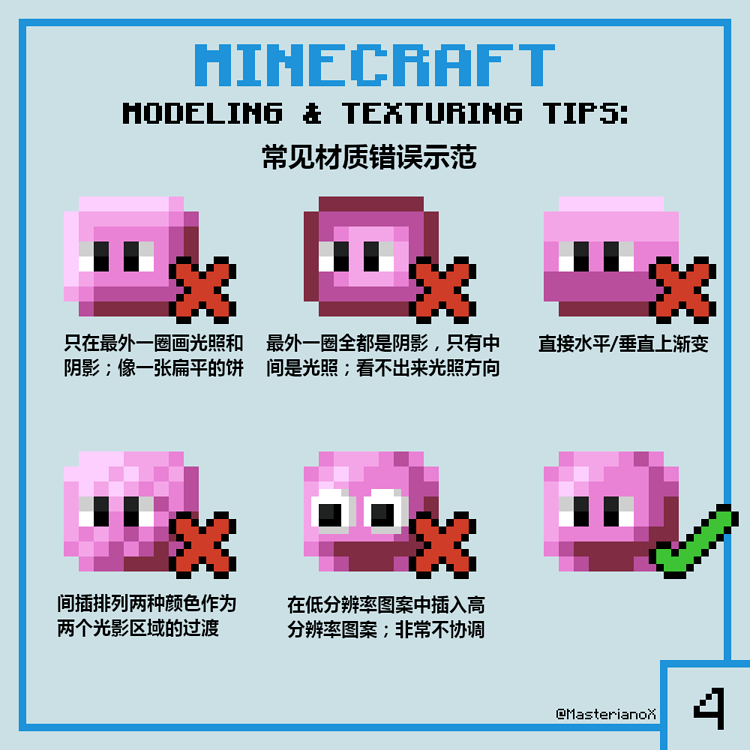 MINECRAFT
MODELING & TEXTURING TIPS:
常见材质错误示范
只在最外一圈画光照和
阴影；像一张扁平的饼
最外一圈全都是阴影，只有中
间是光照；看不出来光照方向
直接水平/垂直上渐变
间插排列两种颜色作为
两个光影区域的过渡
在低分辨率图案中插入高
分辨率图案；非常不协调
@MasterianoX
4